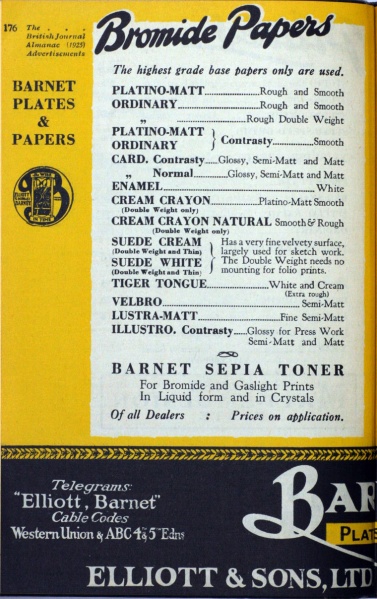 176 The . . .
British Journal
Almanac (1925)
Advertisements
BARNET
PLATES
&
PAPERS
Bromide Papers
The highest grade base papers only are used.
PLATINO-MATT..............Rough and Smooth
ORDINARY....................Rough and Smooth
„ ..................Rough Double Weight
PLATINO-MATT
ORDINARY } Contrasty..........Smooth
CARD. Contrasty....Glossy, Semi-Matt and Matt
„ Normal........Glossy, Semi-Matt and Matt
ENAMEL..........................................White
CREAM CRAYON..............Platino-Matt Smooth
(Double Weight only)
CREAM CRAYON NATURAL Smooth & Rough
(Double Weight only)
SUEDE CREAM
(Double Weight and Thin)
SUEDE WHITE
(Double Weight and Thin)
} Has a very fine velvety surface,
largely used for sketch work.
The Double Weight needs no
mounting for folio prints.
TIGER TONGUE..................White and Cream
(Extra rough)
VELBRO......................................Semi-Matt
LUSTRA-MATT..........................Fine Semi-Matt
ILLUSTRO. Contrasty......Glossy for Press Work
Semi-Matt and Matt
BARNET SEPIA TONER
For Bromide and Gaslight Prints
In Liquid form and in Crystals
Of all Dealers : Prices on application.
Telegrams:
"Elliott, Barnet"
Cable Codes
Western Union & ABC 4th & 5th Edns
BAR
PLATE
ELLIOTT & SONS, LTD